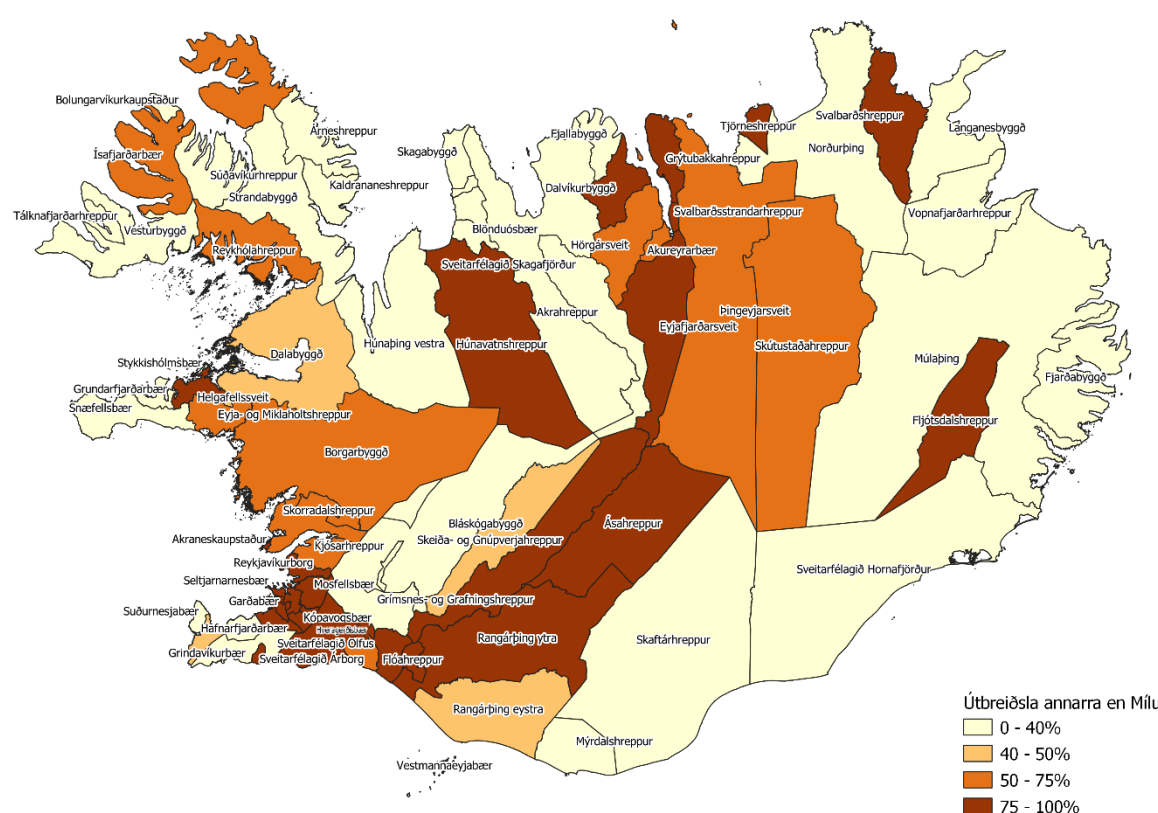 Bolungarvíkurkaupstaður
Ísafjarðarbær
Árneshreppur
Súðavíkurhreppur
Kaldrananeshreppur
Strandabyggð
Tálknafjarðarhreppur
Vesturbyggð
Reykhólahreppur
Skagabyggð
Fjallabyggð
Dalvíkurbyggð
Blönduósbær
Hörgársveit
Sveitarfélagið Skagafjörður
Akrahreppur
Húnaþing vestra
Húnavatnshreppur
Tjörneshreppur
Svalbarðshreppur
Langanesbyggð
Grýtubakkahreppur
Norðurþing
Svalbarðsstrandarhreppur
Vopnafjarðarhreppur
Akureyrarbær
Eyjafjarðarsveit
Þingeyjarsveit
Skútustaðahreppur
Múlaþing
Fjarðabyggð
Fljótsdalshreppur
Dalabyggð
Stykkishólmsbær
Grundarfjarðarbær
Helgafellssveit
Snæfellsbær
Eyja- og Miklaholtshreppur
Borgarbyggð
Skorradalshreppur
Akraneskaupstaður
Kjósarhreppur
Reykjavíkurborg
Seltjarnarnesbær
Mosfellsbær
Garðabær
Suðurnesjabær
Kópavogsbær
Hafnarfjarðarbær
Hveragerðisbær
Sveitarfélagið Ölfus
Grindavíkurbær
Sveitarfélagið Árborg
Flóahreppur
Bláskógabyggð
Skeiða- og Gnúpverjahreppur
Ásahreppur
Grímsnes- og Grafningshreppur
Rangárþing ytra
Rangárþing eystra
Sveitarfélagið Hornafjörður
Skaftárhreppur
Mýrdalshreppur
Vestmannaeyjabær
Útbreiðsla annarra en Mílu
0 - 40%
40 - 50%
50 - 75%
75 - 100%